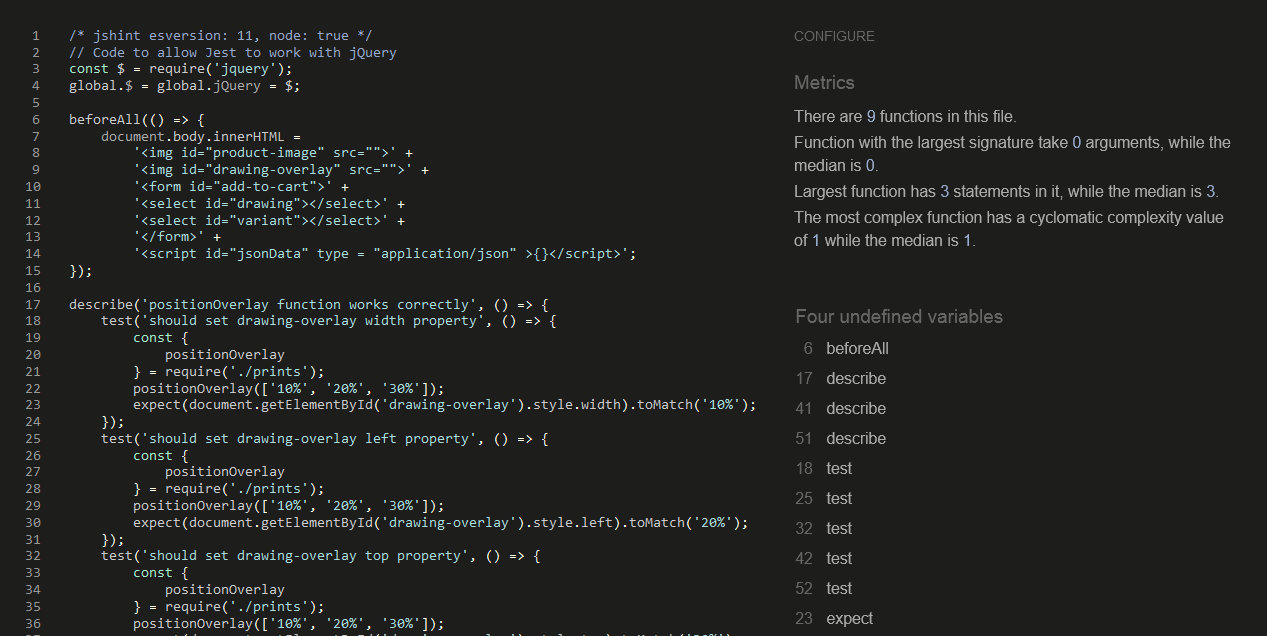 1 /* jshint esversion: 11, node: true */
2 // Code to allow Jest to work with jQuery
3 const $ = require('jquery');
4 global.$ = global.jQuery = $;
5
6 beforeAll(() => {
7 document.body.innerHTML =
8 '<img id="product-image" src="">' +
9 '<img id="drawing-overlay" src="">' +
10 '<form id="add-to-cart">' +
11 '<select id="drawing"></select>' +
12 '<select id="variant"></select>' +
13 '</form>' +
14 '<script id="jsonData" type = "application/json" >{}</script>';
15 });
16
17 describe('positionOverlay function works correctly', () => {
18 test('should set drawing-overlay width property', () => {
19 const {
20 positionOverlay
21 } = require('./prints');
22 positionOverlay(['10%', '20%', '30%']);
23 expect(document.getElementById('drawing-overlay').style.width).toMatch('10%');
24 });
25 test('should set drawing-overlay left property', () => {
26 const {
27 positionOverlay
28 } = require('./prints');
29 positionOverlay(['10%', '20%', '30%']);
30 expect(document.getElementById('drawing-overlay').style.left).toMatch('20%');
31 });
32 test('should set drawing-overlay top property', () => {
33 const {
34 positionOverlay
35 } = require('./prints');
36 positionOverlay(['10%', '20%', '30%']);
CONFIGURE
Metrics
There are 9 functions in this file.
Function with the largest signature take 0 arguments, while the
median is 0.
Largest function has 3 statements in it, while the median is 3.
The most complex function has a cyclomatic complexity value
of 1 while the median is 1.
Four undefined variables
6 beforeAll
17 describe
41 describe
51 describe
18 test
25 test
32 test
42 test
52 test
23 expect